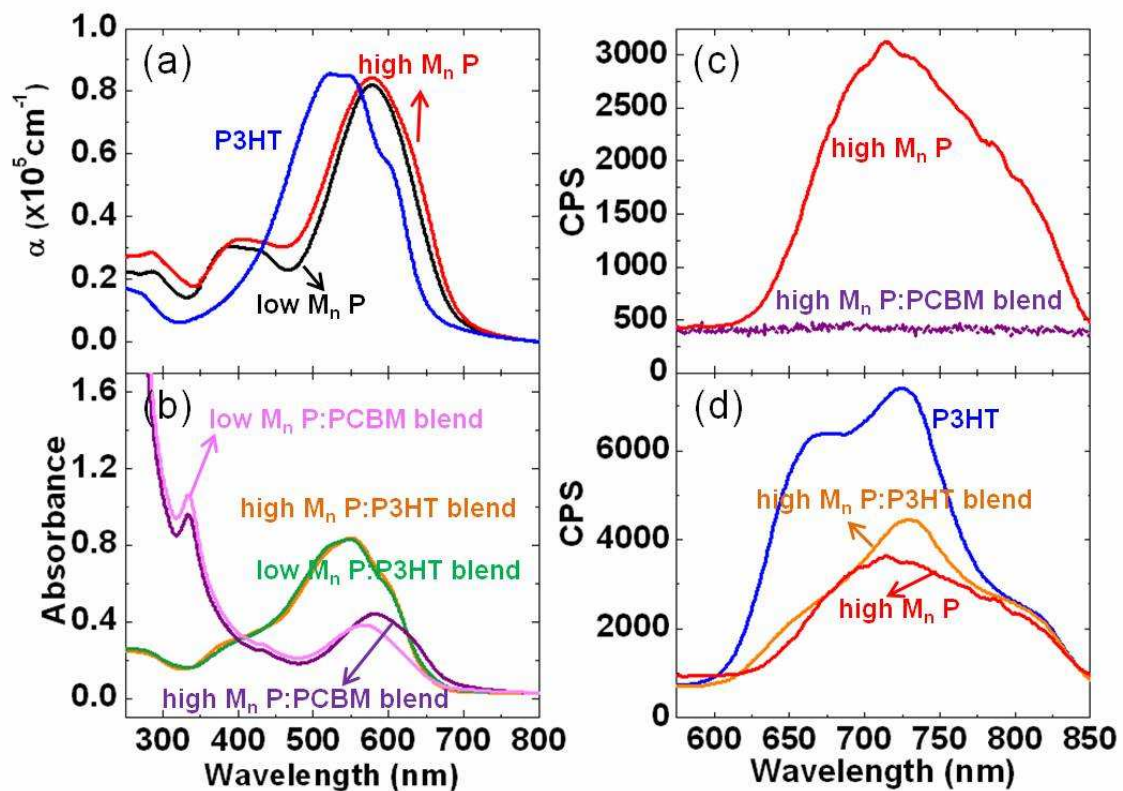 (a)
high Mn P
P3HT
low Mn P
α (x10⁵cm⁻¹)
1.0
0.8
0.6
0.4
0.2
0.0
(b)
low Mn P:PCBM blend
high Mn P:P3HT blend
low Mn P:P3HT blend
high Mn P:PCBM blend
Absorbance
1.6
1.2
0.8
0.4
0.0
300 400 500 600 700 800
Wavelength (nm)
(c)
high Mn P
high Mn P:PCBM blend
CPS
3000
2500
2000
1500
1000
500
0
(d)
P3HT
high Mn P:P3HT blend
high Mn P
CPS
6000
4000
2000
0
600 650 700 750 800 850
Wavelength (nm)